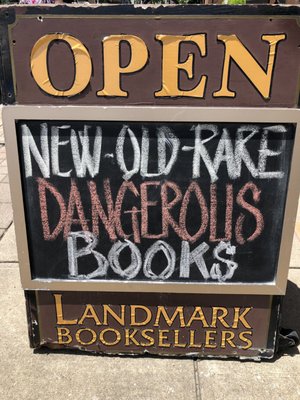 OPEN
NEW-OLD-RARE
DANGEROUS
BOOKS
LANDMARK
BOOKSELLERS